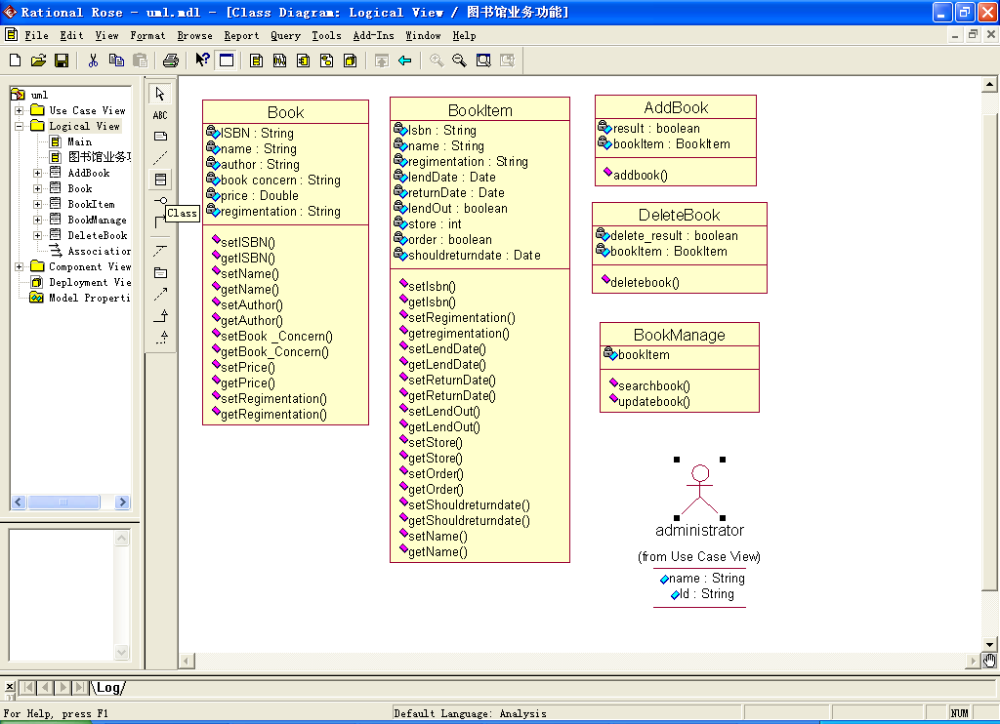 Rational Rose - uml.mdl - [Class Diagram: Logical View / 图书馆业务功能]
File Edit View Format Browse Report Query Tools Add-Ins Window Help
uml
Use Case View
Logical View
Main
图书馆业务功
AddBook
Book
BookItem
BookManage
DeleteBook
Association
Component View
Deployment Vie
Model Properti
ABC
Class
Book
ISBN : String
name : String
author : String
book concern : String
price : Double
regimentation : String
setISBN()
getISBN()
setName()
getName()
setAuthor()
getAuthor()
setBook _Concern()
getBook_Concern()
setPrice()
getPrice()
setRegimentation()
getRegimentation()
BookItem
Isbn : String
name : String
regimentation : String
lendDate : Date
returnDate : Date
lendOut : boolean
store : int
order : boolean
shouldreturndate : Date
setIsbn()
getIsbn()
setRegimentation()
getregimentation()
setLendDate()
getLendDate()
setReturnDate()
getReturnDate()
setLendOut()
getLendOut()
setStore()
getStore()
setOrder()
getOrder()
setShouldreturndate()
getShouldreturndate()
setName()
getName()
AddBook
result : boolean
bookItem : BookItem
addbook()
DeleteBook
delete_result : boolean
bookItem : BookItem
deletebook()
BookManage
bookItem
searchbook()
updatebook()
administrator
(from Use Case View)
name : String
Id : String
\Log/
For Help, press F1
Default Language: Analysis
NUM